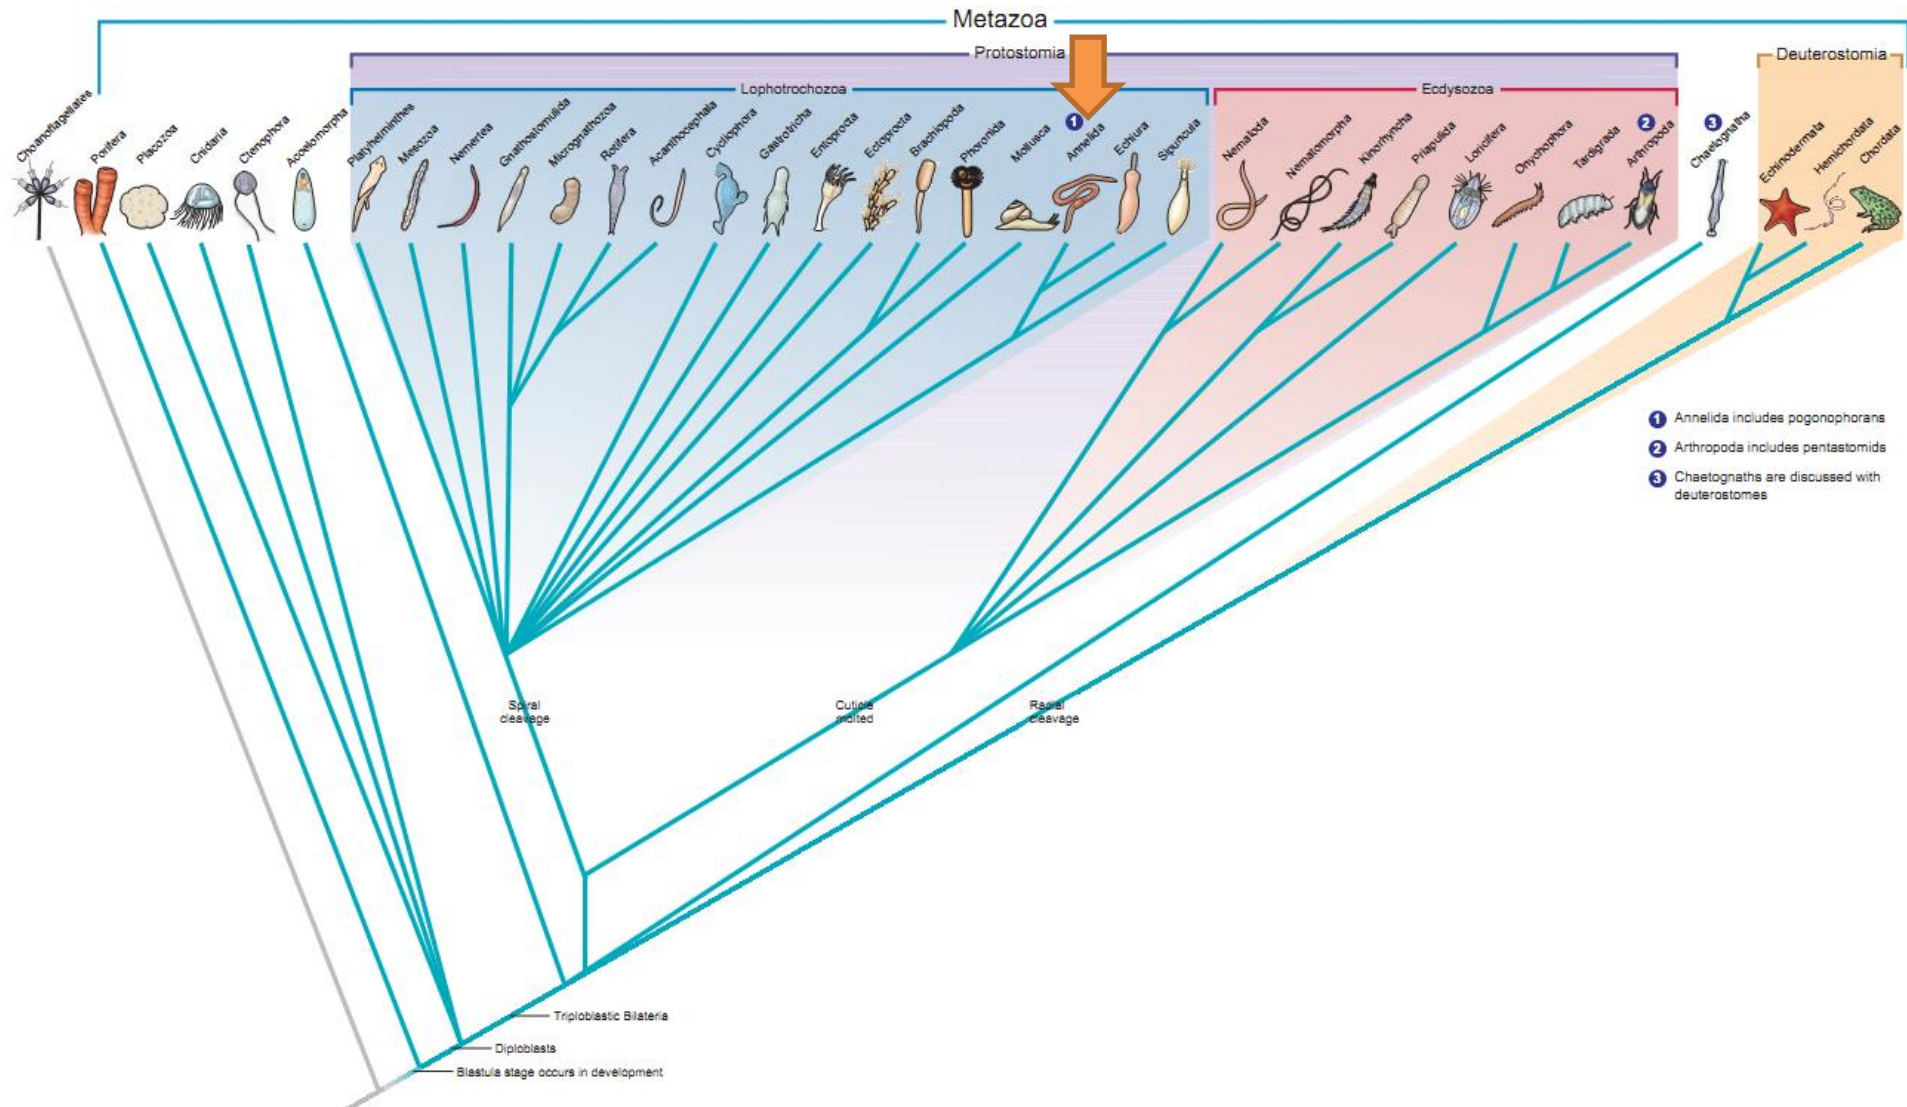 Metazoa
Protostomia
Deuterostomia
Lophotrochozoa
Ecdysozoa
Choanoflagellates
Porifera
Placozoa
Cnidaria
Ctenophora
Acoelomorpha
Platyhelminthes
Mesozoa
Nemertea
Gnathostomulida
Micrognathozoa
Rotifera
Acanthocephala
Cycliophora
Gastrotricha
Entoprocta
Ectoprocta
Brachiopoda
Phoronida
Mollusca
1
Annelida
Echiura
Sipuncula
Nematoda
Nematomorpha
Kinorhyncha
Priapulida
Loricifera
Onychophora
Tardigrada
2
Arthropoda
3
Chaetognatha
Echinodermata
Hemichordata
Chordata
1 Annelida includes pogonophorans
2 Arthropoda includes pentastomids
3 Chaetognaths are discussed with
deuterostomes
Spiral
cleavage
Cuticle
molted
Radial
cleavage
Triploblastic Bilateria
Diploblasts
Blastula stage occurs in development